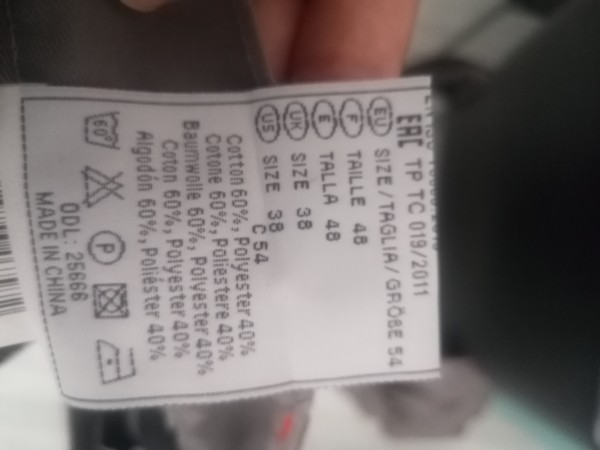 EAC TP TC 019/2011
EU SIZE/TAGLIA/GRÖBE 54
F TAILLE 48
E TALLA 48
UK SIZE 38
US SIZE 38
C 54
Cotton 60%, Polyester 40%
Cotone 60%, Poliestere 40%
Baumwolle 60%, Polyester 40%
Coton 60%, Polyester 40%
Algodón 60%, Poliéster 40%
60°
P
ODL: 25666
MADE IN CHINA